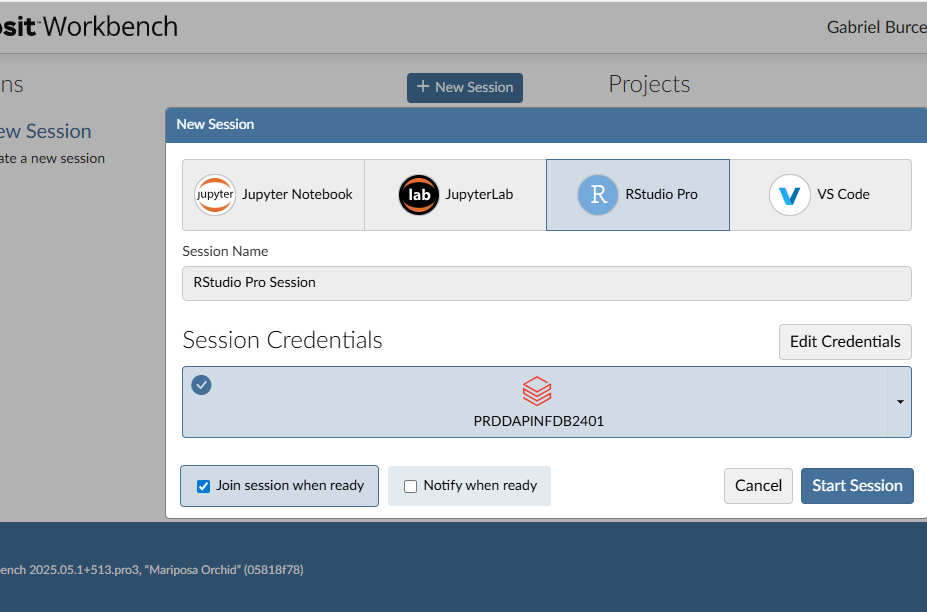 osit Workbench
Gabriel Burce
ns
+ New Session
Projects
ew Session
ate a new session
New Session
jupyter Jupyter Notebook
lab JupyterLab
R RStudio Pro
VS Code
Session Name
RStudio Pro Session
Session Credentials
Edit Credentials
PRDDAPINFDB2401
Join session when ready
Notify when ready
Cancel
Start Session
ench 2025.05.1+513.pro3, “Mariposa Orchid” (05818f78)